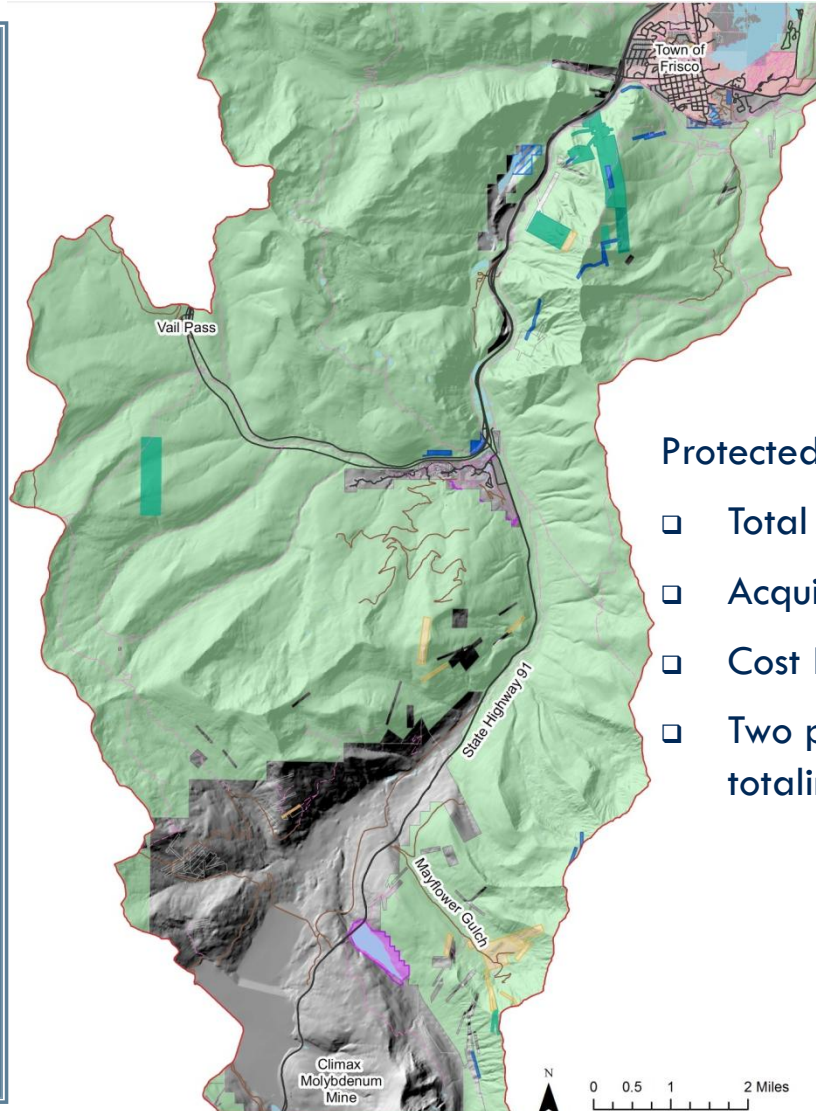 Town of
Frisco
Vail Pass
Protected
Total
Acqui
Cost
Two p
totalin
State Highway 91
Mayflower Gulch
Climax
Molybdenum
Mine
N
0 0.5 1 2 Miles